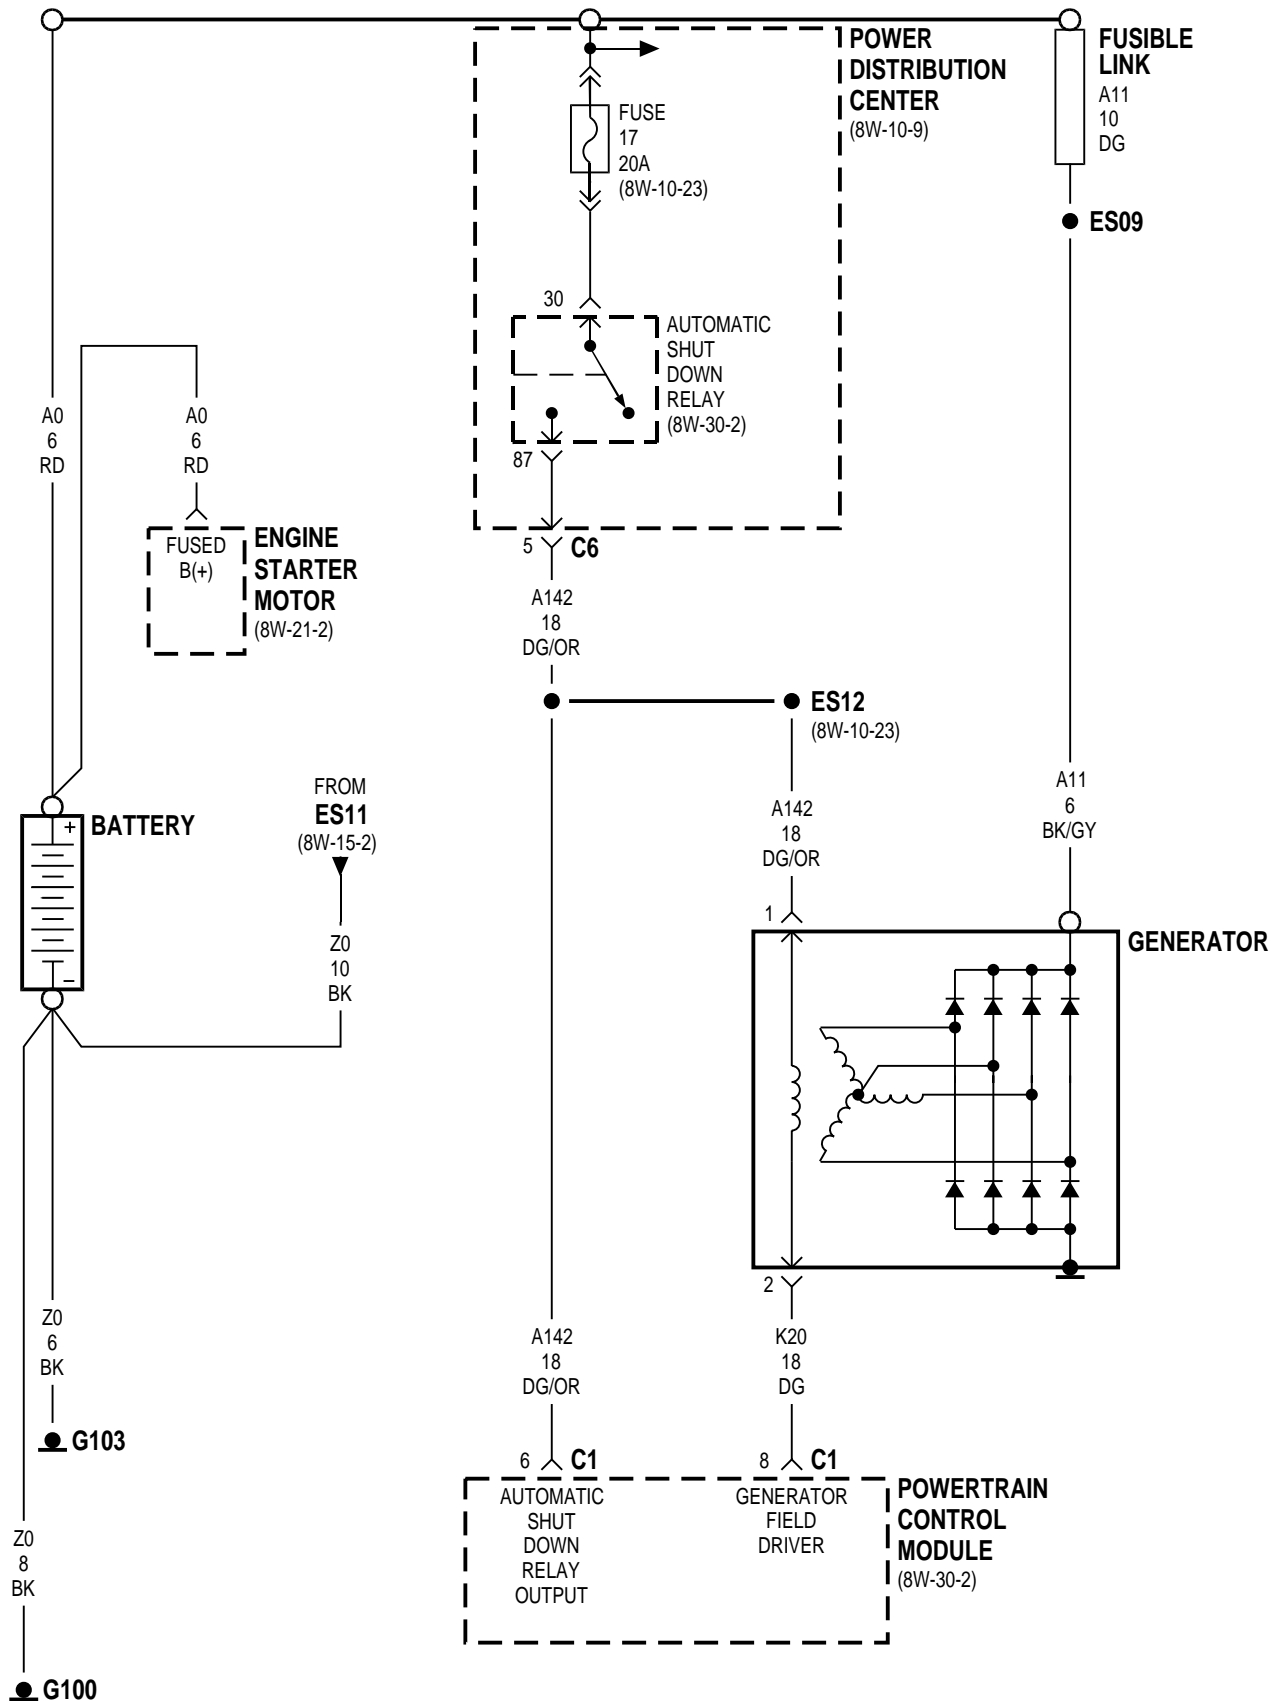 POWER
DISTRIBUTION
CENTER
(8W-10-9)
FUSIBLE
LINK
A11
10
DG
FUSE
17
20A
(8W-10-23)
ES09
30
AUTOMATIC
SHUT
DOWN
RELAY
(8W-30-2)
87
A0
6
RD
A0
6
RD
FUSED
B(+)
ENGINE
STARTER
MOTOR
(8W-21-2)
5 C6
A142
18
DG/OR
ES12
(8W-10-23)
FROM
ES11
(8W-15-2)
A142
18
DG/OR
A11
6
BK/GY
+
BATTERY
−
Z0
10
BK
1
GENERATOR
2
Z0
6
BK
A142
18
DG/OR
K20
18
DG
G103
6 C1
8 C1
AUTOMATIC
SHUT
DOWN
RELAY
OUTPUT
GENERATOR
FIELD
DRIVER
POWERTRAIN
CONTROL
MODULE
(8W-30-2)
Z0
8
BK
G100